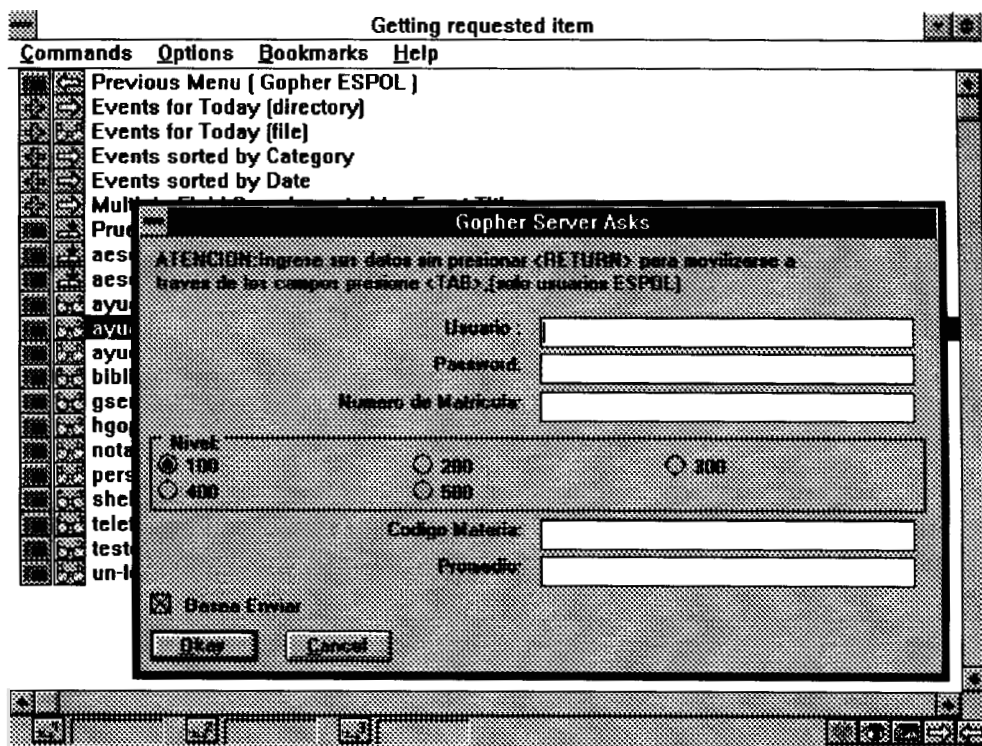 Getting requested item
Commands Options Bookmarks Help
Previous Menu ( Gopher ESPOL )
Events for Today (directory)
Events for Today (file)
Events sorted by Category
Events sorted by Date
Gopher Server Asks
ATENCION:Ingrese sus datos sin presionar <RETURN> para movilizarse a
traves de los campos presione <TAB>,[solo usuarios ESPOL]
Usuario :
Password:
Numero de Matricula:
Nivel:
100 200 300
400 500
Codigo Materia:
Promedio:
Desea Enviar
Okay Cancel